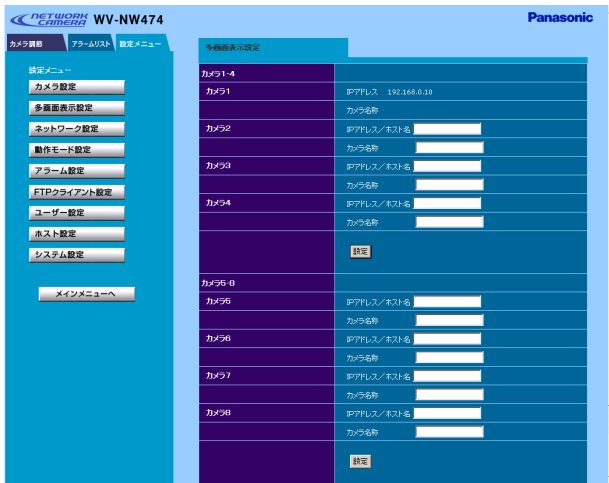 NETWORK CAMERA WV-NW474
Panasonic
カメラ調節 アラームリスト 設定メニュー
設定メニュー
カメラ設定
多画面表示設定
ネットワーク設定
動作モード設定
アラーム設定
FTPクライアント設定
ユーザー設定
ホスト設定
システム設定
メインメニューへ
多画面表示設定
カメラ1-4
カメラ1 IPアドレス 192.168.0.10
カメラ名称
カメラ2 IPアドレス/ホスト名
カメラ名称
カメラ3 IPアドレス/ホスト名
カメラ名称
カメラ4 IPアドレス/ホスト名
カメラ名称
設定
カメラ5-8
カメラ5 IPアドレス/ホスト名
カメラ名称
カメラ6 IPアドレス/ホスト名
カメラ名称
カメラ7 IPアドレス/ホスト名
カメラ名称
カメラ8 IPアドレス/ホスト名
カメラ名称
設定